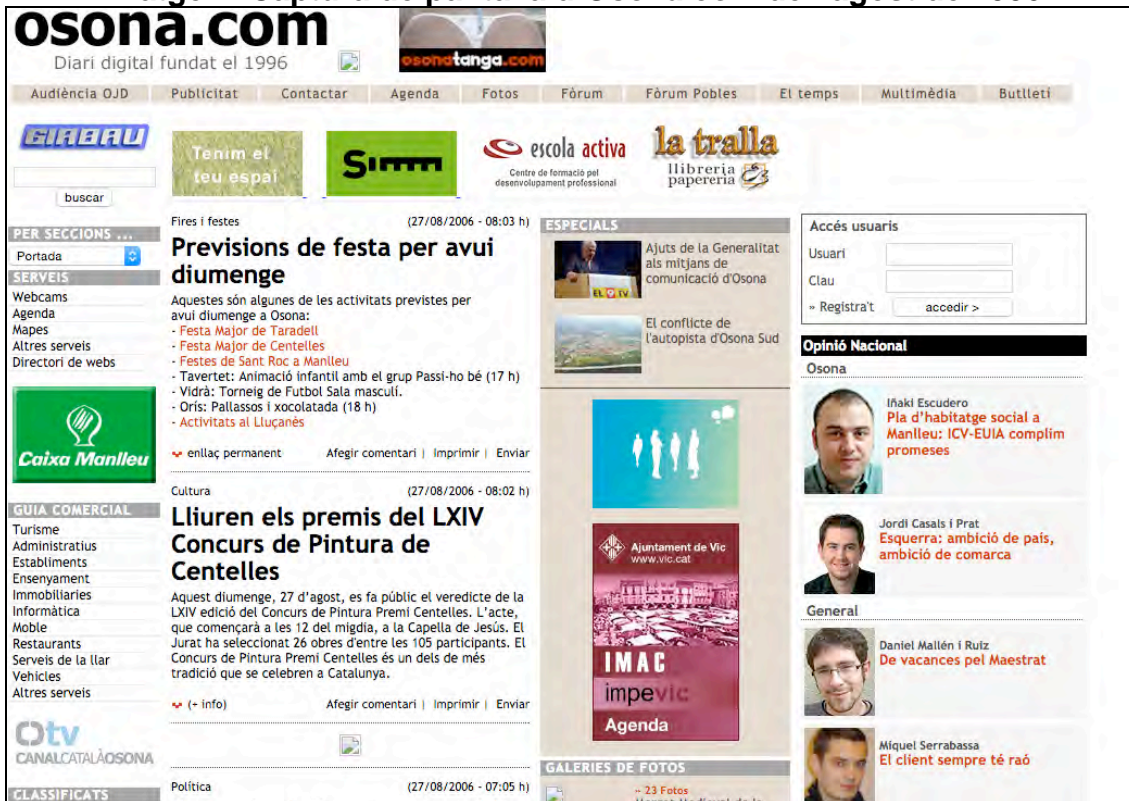 osona.com
Diari digital fundat el 1996
osonatanga.com
Audiència OJD
Publicitat
Contactar
Agenda
Fotos
Fòrum
Fòrum Pobles
El temps
Multimèdia
Butlletí
GIRBAU
buscar
Tenim el
teu espai
Simm
escola activa
Centre de formació pel
desenvolupament professional
la tralla
llibreria
papereria
PER SECCIONS ...
Portada
SERVEIS
Webcams
Agenda
Mapes
Altres serveis
Directori de webs
Caixa Manlleu
GUIA COMERCIAL
Turisme
Administratius
Establiments
Ensenyament
Immobiliaries
Informàtica
Moble
Restaurants
Serveis de la llar
Vehicles
Altres serveis
Otv
CANALCATALÀOSONA
CLASSIFICATS
Fires i festes (27/08/2006 - 08:03 h)
Previsions de festa per avui
diumenge
Aquestes són algunes de les activitats previstes per
avui diumenge a Osona:
- Festa Major de Taradell
- Festa Major de Centelles
- Festes de Sant Roc a Manlleu
- Tavertet: Animació infantil amb el grup Passi-ho bé (17 h)
- Vidrà: Torneig de Futbol Sala masculí.
- Orís: Pallassos i xocolatada (18 h)
- Activitats al Lluçanès
enllaç permanent Afegir comentari | Imprimir | Enviar
Cultura (27/08/2006 - 08:02 h)
Lliuren els premis del LXIV
Concurs de Pintura de
Centelles
Aquest diumenge, 27 d'agost, es fa públic el veredicte de la
LXIV edició del Concurs de Pintura Premi Centelles. L'acte,
que començarà a les 12 del migdia, a la Capella de Jesús. El
Jurat ha seleccionat 26 obres d'entre les 105 participants. El
Concurs de Pintura Premi Centelles és un dels de més
tradició que se celebren a Catalunya.
(+ info) Afegir comentari | Imprimir | Enviar
Política (27/08/2006 - 07:05 h)
ESPECIALS
EL 9 TV
Ajuts de la Generalitat
als mitjans de
comunicació d'Osona
El conflicte de
l'autopista d'Osona Sud
Ajuntament de Vic
www.vic.cat
IMAC
impevic
Agenda
GALERIES DE FOTOS
» 23 Fotos
Accés usuaris
Usuari
Clau
» Registra't
accedir >
Opinió Nacional
Osona
Iñaki Escudero
Pla d'habitatge social a
Manlleu: ICV-EUIA complim
promeses
Jordi Casals i Prat
Esquerra: ambició de país,
ambició de comarca
General
Daniel Mallén i Ruiz
De vacances pel Maestrat
Miquel Serrabassa
El client sempre té raó